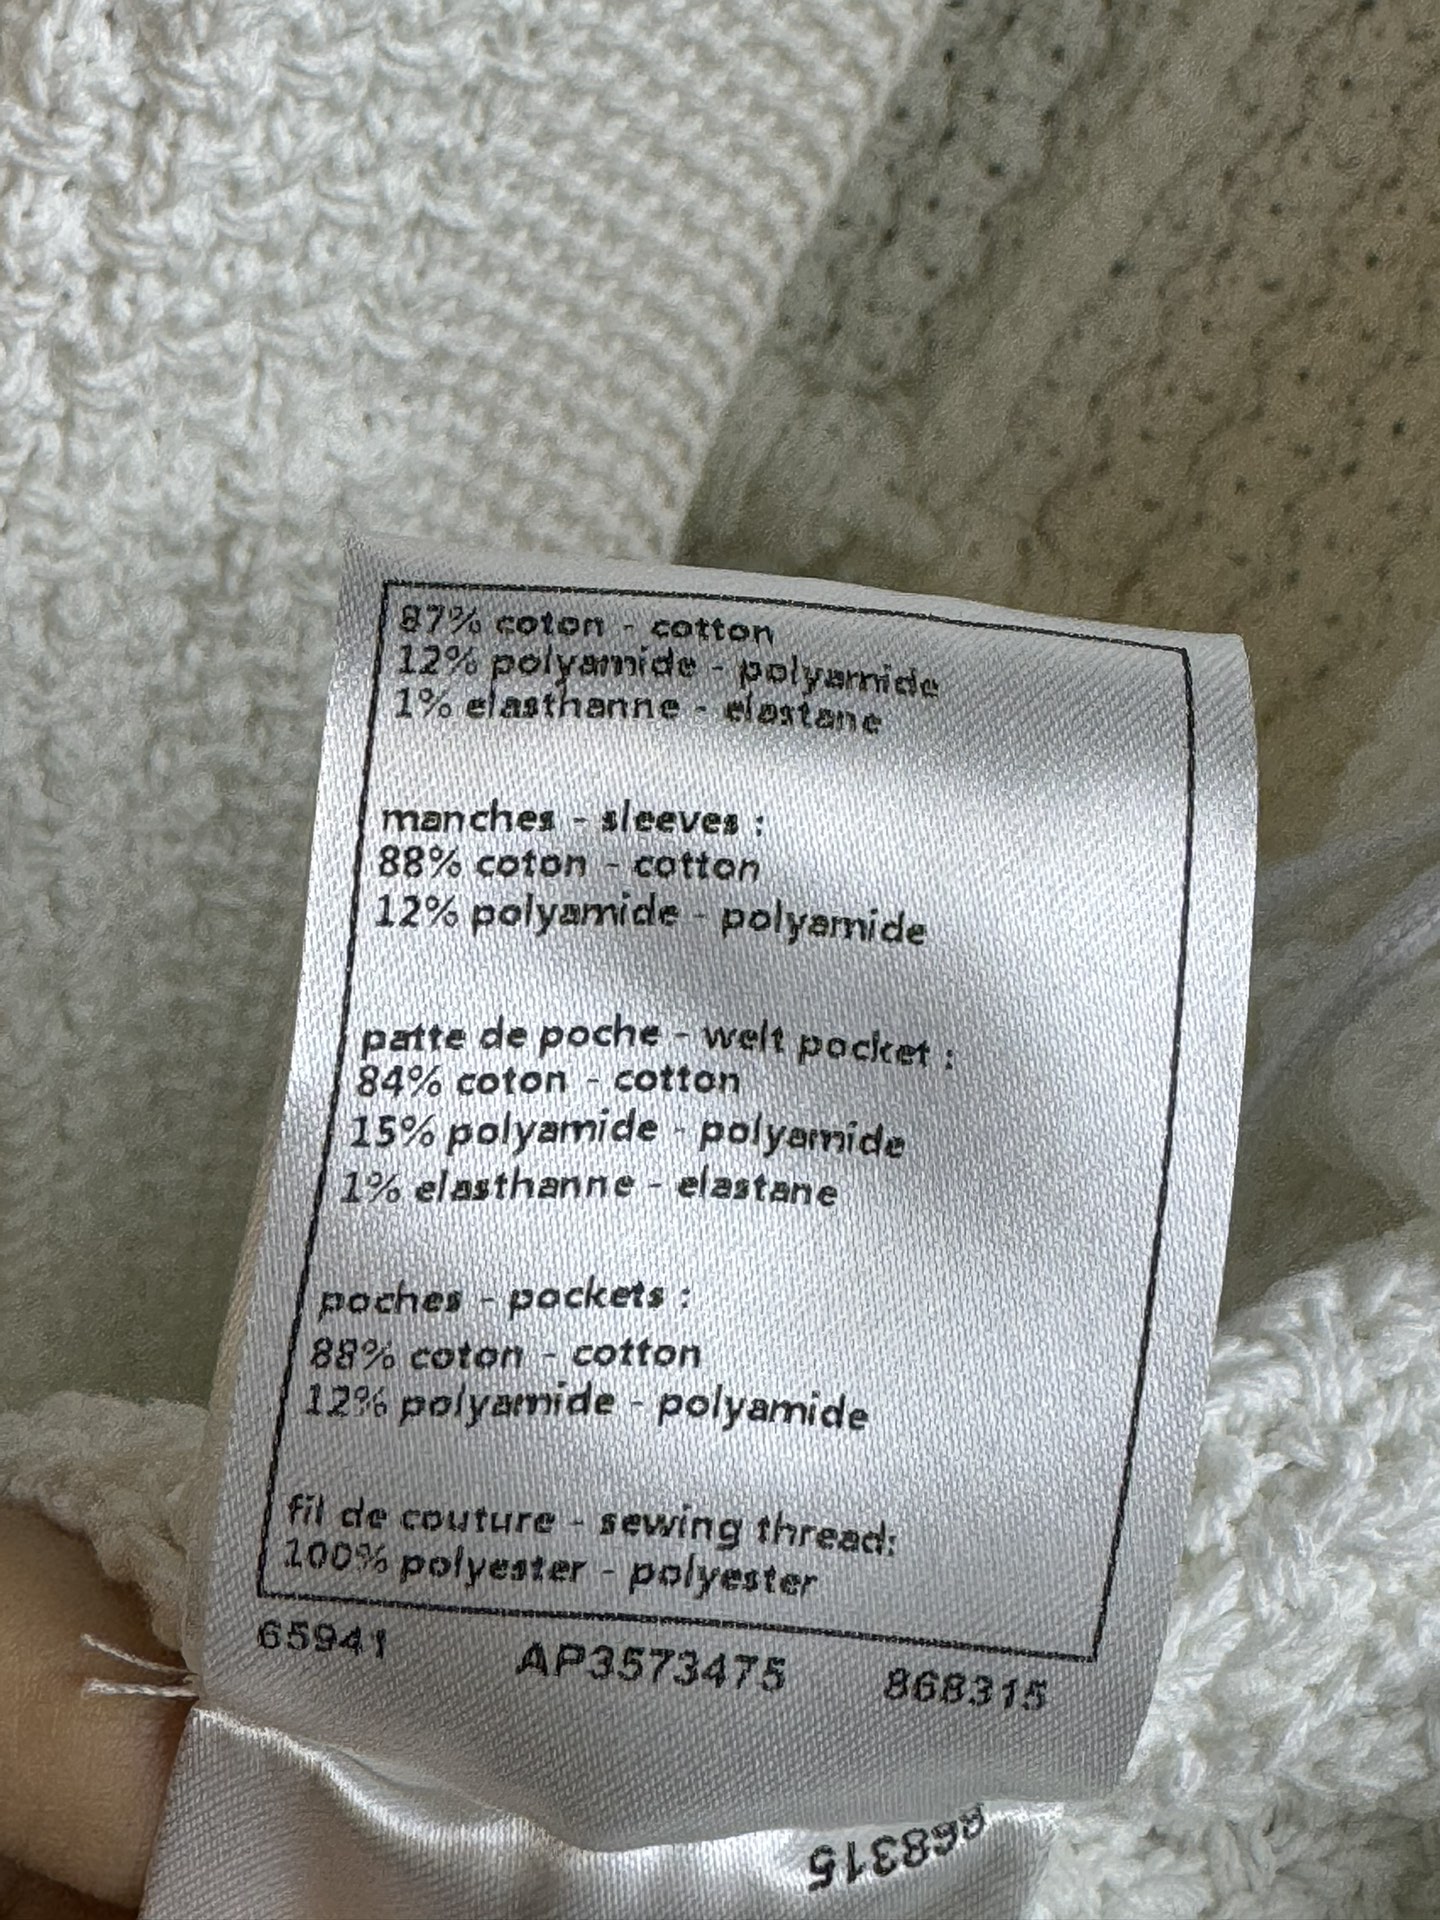 87% coton - cotton
12% polyamide - polyamide
1% elasthanne - elastane
manches - sleeves :
88% coton - cotton
12% polyamide - polyamide
patte de poche - welt pocket :
84% coton - cotton
15% polyamide - polyamide
1% elasthanne - elastane
poches - pockets :
88% coton - cotton
12% polyamide - polyamide
fil de couture - sewing thread:
100% polyester - polyester
65941 AP3573475 868315
868315